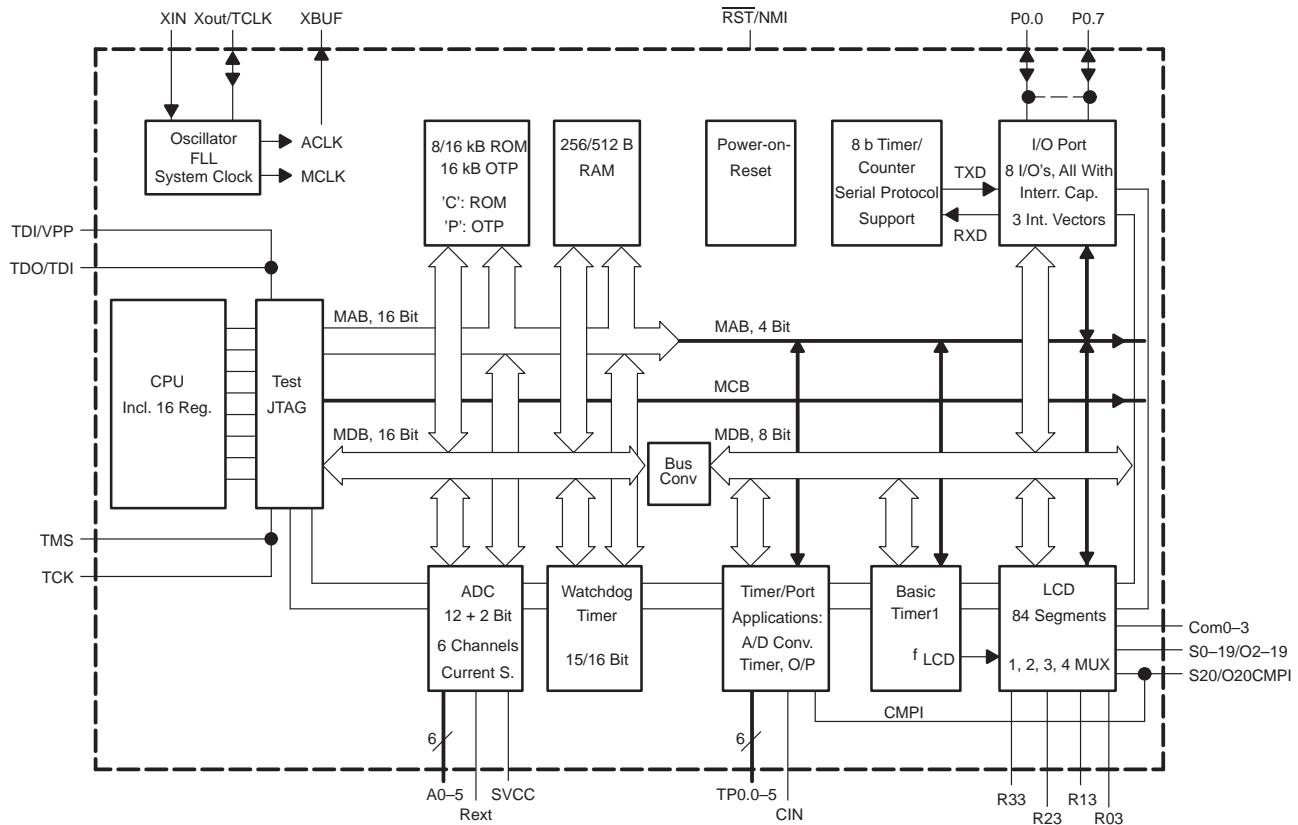 XIN Xout/TCLK XBUF RST/NMI P0.0 P0.7
Oscillator
FLL
System Clock
ACLK
MCLK
8/16 kB ROM
16 kB OTP
'C': ROM
'P': OTP
256/512 B
RAM
Power-on-
Reset
8 b Timer/
Counter
Serial Protocol
Support
TXD
RXD
I/O Port
8 I/O's, All With
Interr. Cap.
3 Int. Vectors
TDI/VPP
TDO/TDI
CPU
Incl. 16 Reg.
Test
JTAG
MAB, 16 Bit
MAB, 4 Bit
MCB
MDB, 16 Bit
MDB, 8 Bit
Bus
Conv
TMS
TCK
ADC
12 + 2 Bit
6 Channels
Current S.
Watchdog
Timer
15/16 Bit
Timer/Port
Applications:
A/D Conv.
Timer, O/P
Basic
Timer1
f LCD
LCD
84 Segments
1, 2, 3, 4 MUX
Com0–3
S0–19/O2–19
S20/O20CMPI
CMPI
6
6
A0–5
Rext
SVCC
TP0.0–5
CIN
R33
R23
R13
R03